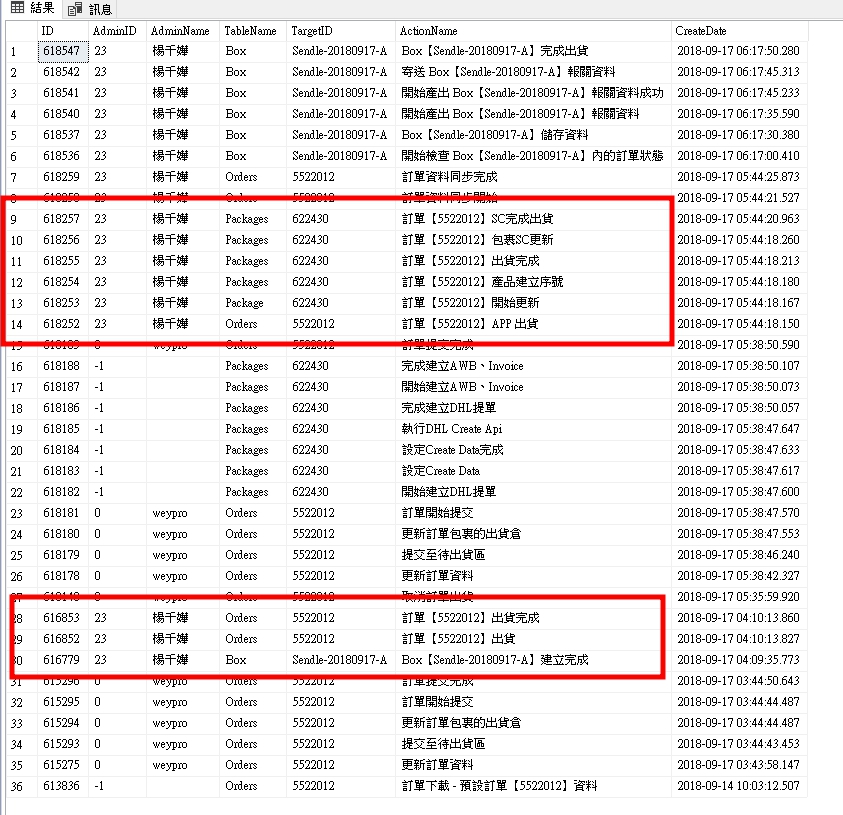 結果 訊息
ID AdminID AdminName TableName TargetID ActionName CreateDate
1 618547 23 楊千嬅 Box Sendle-20180917-A Box【Sendle-20180917-A】完成出貨 2018-09-17 06:17:50.280
2 618542 23 楊千嬅 Box Sendle-20180917-A 寄送 Box【Sendle-20180917-A】報關資料 2018-09-17 06:17:45.313
3 618541 23 楊千嬅 Box Sendle-20180917-A 開始產出 Box【Sendle-20180917-A】報關資料成功 2018-09-17 06:17:45.233
4 618540 23 楊千嬅 Box Sendle-20180917-A 開始產出 Box【Sendle-20180917-A】報關資料 2018-09-17 06:17:35.590
5 618537 23 楊千嬅 Box Sendle-20180917-A Box【Sendle-20180917-A】儲存資料 2018-09-17 06:17:30.380
6 618536 23 楊千嬅 Box Sendle-20180917-A 開始檢查 Box【Sendle-20180917-A】內的訂單狀態 2018-09-17 06:17:00.410
7 618259 23 楊千嬅 Orders 5522012 訂單資料同步完成 2018-09-17 05:44:25.873
8 618258 23 楊千嬅 Orders 5522012 訂單資料同步開始 2018-09-17 05:44:21.527
9 618257 23 楊千嬅 Packages 622430 訂單【5522012】SC完成出貨 2018-09-17 05:44:20.963
10 618256 23 楊千嬅 Packages 622430 訂單【5522012】包裹SC更新 2018-09-17 05:44:18.260
11 618255 23 楊千嬅 Packages 622430 訂單【5522012】出貨完成 2018-09-17 05:44:18.213
12 618254 23 楊千嬅 Packages 622430 訂單【5522012】產品建立序號 2018-09-17 05:44:18.180
13 618253 23 楊千嬅 Package 622430 訂單【5522012】開始更新 2018-09-17 05:44:18.167
14 618252 23 楊千嬅 Orders 5522012 訂單【5522012】APP 出貨 2018-09-17 05:44:18.150
15 618189 0 weypro Orders 5522012 訂單提交完成 2018-09-17 05:38:50.590
16 618188 -1 Packages 622430 完成建立AWB、Invoice 2018-09-17 05:38:50.107
17 618187 -1 Packages 622430 開始建立AWB、Invoice 2018-09-17 05:38:50.073
18 618186 -1 Packages 622430 完成建立DHL提單 2018-09-17 05:38:50.057
19 618185 -1 Packages 622430 執行DHL Create Api 2018-09-17 05:38:47.647
20 618184 -1 Packages 622430 設定Create Data完成 2018-09-17 05:38:47.633
21 618183 -1 Packages 622430 設定Create Data 2018-09-17 05:38:47.617
22 618182 -1 Packages 622430 開始建立DHL提單 2018-09-17 05:38:47.600
23 618181 0 weypro Orders 5522012 訂單開始提交 2018-09-17 05:38:47.570
24 618180 0 weypro Orders 5522012 更新訂單包裹的出貨倉 2018-09-17 05:38:47.553
25 618179 0 weypro Orders 5522012 提交至待出貨區 2018-09-17 05:38:46.240
26 618178 0 weypro Orders 5522012 更新訂單資料 2018-09-17 05:38:42.327
27 618148 0 weypro Orders 5522012 取消訂單出貨 2018-09-17 05:35:59.920
28 616853 23 楊千嬅 Orders 5522012 訂單【5522012】出貨完成 2018-09-17 04:10:13.860
29 616852 23 楊千嬅 Orders 5522012 訂單【5522012】出貨 2018-09-17 04:10:13.827
30 616779 23 楊千嬅 Box Sendle-20180917-A Box【Sendle-20180917-A】建立完成 2018-09-17 04:09:35.773
31 615296 0 weypro Orders 5522012 訂單提交完成 2018-09-17 03:44:50.643
32 615295 0 weypro Orders 5522012 訂單開始提交 2018-09-17 03:44:44.487
33 615294 0 weypro Orders 5522012 更新訂單包裹的出貨倉 2018-09-17 03:44:44.487
34 615293 0 weypro Orders 5522012 提交至待出貨區 2018-09-17 03:44:43.453
35 615275 0 weypro Orders 5522012 更新訂單資料 2018-09-17 03:43:58.147
36 613836 -1 Orders 5522012 訂單下載 - 預設訂單【5522012】資料 2018-09-14 10:03:12.507